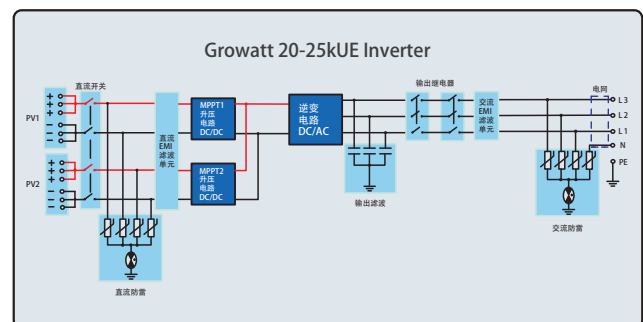 Growatt 20-25kUE Inverter
直流开关
输出继电器
电网
PV1
PV2
+
+
−
−
+
+
−
−
直流
EMI
滤波
单元
MPPT1
升压
电路
DC/DC
MPPT2
升压
电路
DC/DC
逆变
电路
DC/AC
交流
EMI
滤波
单元
L3
L2
L1
N
PE
输出滤波
交流防雷
直流防雷